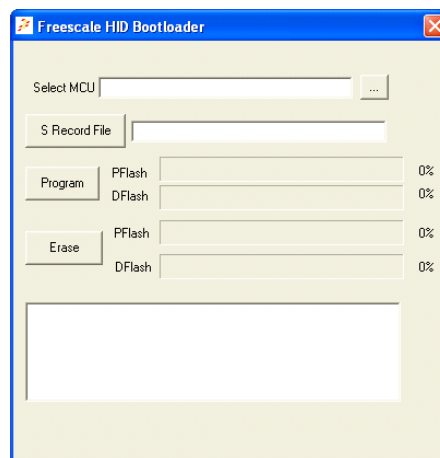 Freescale HID Bootloader
Select MCU ...
S Record File
Program PFlash 0%
DFlash 0%
Erase PFlash 0%
DFlash 0%